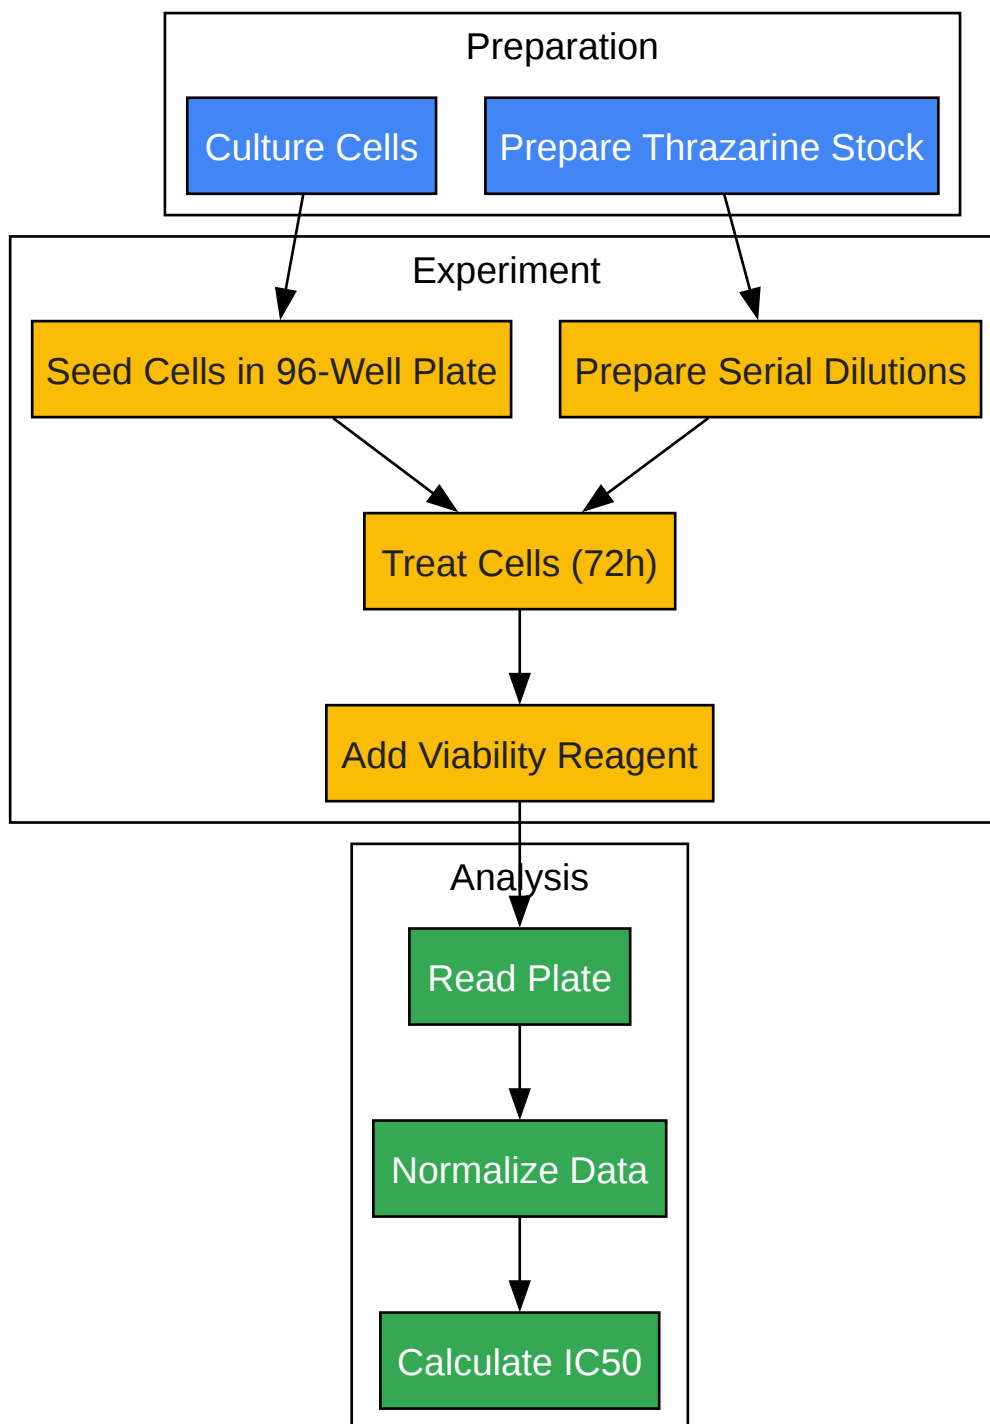 Preparation
Culture Cells
Prepare Thrazarine Stock
Experiment
Seed Cells in 96-Well Plate
Prepare Serial Dilutions
Treat Cells (72h)
Add Viability Reagent
Analysis
Read Plate
Normalize Data
Calculate IC50